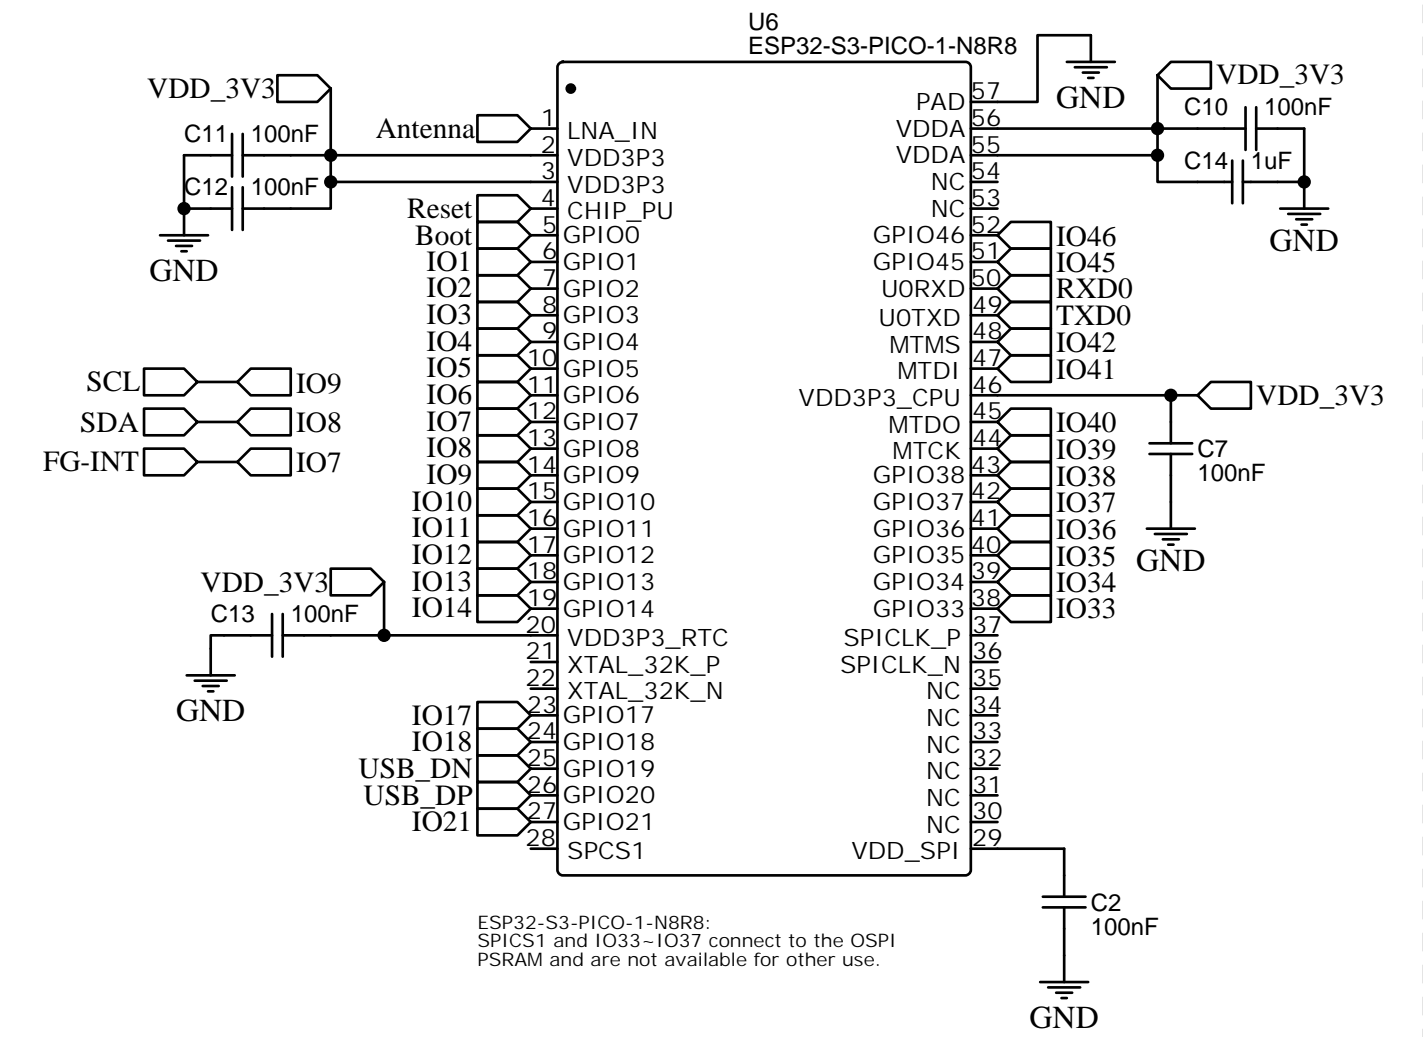 U6
ESP32-S3-PICO-1-N8R8
VDD_3V3
C11 100nF
C12 100nF
GND
Antenna 1 LNA_IN
2 VDD3P3
3 VDD3P3
Reset 4 CHIP_PU
Boot 5 GPIO0
IO1 6 GPIO1
IO2 7 GPIO2
IO3 8 GPIO3
IO4 9 GPIO4
IO5 10 GPIO5
IO6 11 GPIO6
IO7 12 GPIO7
IO8 13 GPIO8
IO9 14 GPIO9
IO10 15 GPIO10
IO11 16 GPIO11
IO12 17 GPIO12
IO13 18 GPIO13
IO14 19 GPIO14
20 VDD3P3_RTC
21 XTAL_32K_P
22 XTAL_32K_N
IO17 23 GPIO17
IO18 24 GPIO18
USB_DN 25 GPIO19
USB_DP 26 GPIO20
IO21 27 GPIO21
28 SPCS1
SCL IO9
SDA IO8
FG-INT IO7
VDD_3V3
C13 100nF
GND
PAD 57
GND
VDDA 56
VDDA 55
NC 54
NC 53
GPIO46 52 IO46
GPIO45 51 IO45
U0RXD 50 RXD0
U0TXD 49 TXD0
MTMS 48 IO42
MTDI 47 IO41
VDD3P3_CPU 46
MTDO 45 IO40
MTCK 44 IO39
GPIO38 43 IO38
GPIO37 42 IO37
GPIO36 41 IO36
GPIO35 40 IO35
GPIO34 39 IO34
GPIO33 38 IO33
SPICLK_P 37
SPICLK_N 36
NC 35
NC 34
NC 33
NC 32
NC 31
NC 30
VDD_SPI 29
VDD_3V3
C10 100nF
C14 1uF
GND
VDD_3V3
C7
100nF
GND
C2
100nF
GND
ESP32-S3-PICO-1-N8R8:
SPICS1 and IO33~IO37 connect to the OSPI
PSRAM and are not available for other use.